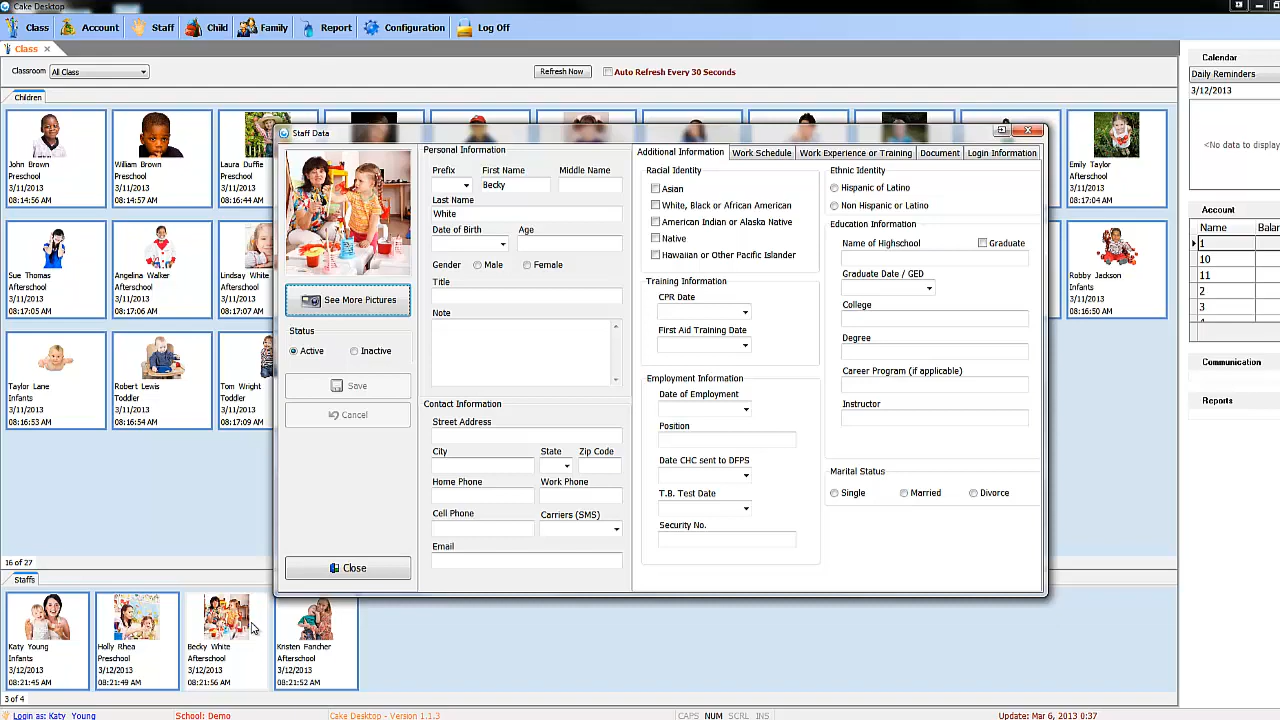 Cake Desktop
Class Account Staff Child Family Report Configuration Log Off
Class
Classroom All Class Refresh Now Auto Refresh Every 30 Seconds
Children
John Brown
Preschool
3/11/2013
08:14:56 AM
William Brown
Preschool
3/11/2013
08:14:57 AM
Laura Duffie
Preschool
3/11/2013
08:16:44 AM
Emily Taylor
Afterschool
3/11/2013
08:17:04 AM
Sue Thomas
Afterschool
3/11/2013
08:17:05 AM
Angelina Walker
Afterschool
3/11/2013
08:17:06 AM
Lindsay White
Afterschool
3/11/2013
08:17:07 AM
Robby Jackson
Infants
3/11/2013
08:16:50 AM
Taylor Lane
Infants
3/11/2013
08:16:53 AM
Robert Lewis
Toddler
3/11/2013
08:16:54 AM
Tom Wright
Toddler
3/11/2013
08:17:09 AM
16 of 27
Staff Data
See More Pictures
Status
Active Inactive
Save
Cancel
Close
Personal Information
Prefix First Name Middle Name
Becky
Last Name
White
Date of Birth Age
Gender Male Female
Title
Note
Contact Information
Street Address
City State Zip Code
Home Phone Work Phone
Cell Phone Carriers (SMS)
Email
Additional Information Work Schedule Work Experience or Training Document Login Information
Racial Identity
Asian
White, Black or African American
American Indian or Alaska Native
Native
Hawaiian or Other Pacific Islander
Training Information
CPR Date
First Aid Training Date
Employment Information
Date of Employment
Position
Date CHC sent to DFPS
T.B. Test Date
Security No.
Ethnic Identity
Hispanic of Latino
Non Hispanic or Latino
Education Information
Name of Highschool Graduate
Graduate Date / GED
College
Degree
Career Program (if applicable)
Instructor
Marital Status
Single Married Divorce
Staffs
Katy Young
Infants
3/12/2013
08:21:45 AM
Holly Rhea
Preschool
3/12/2013
08:21:49 AM
Becky White
Afterschool
3/12/2013
08:21:56 AM
Kristen Fancher
Afterschool
3/12/2013
08:21:52 AM
3 of 4
Calendar
Daily Reminders
3/12/2013
<No data to display
Account
Name Balan
1
10
11
2
3
Communication
Reports
Login as: Katy Young School: Demo Cake Desktop - Version 1.1.3 CAPS NUM SCRL INS Update: Mar 6, 2013 0:37